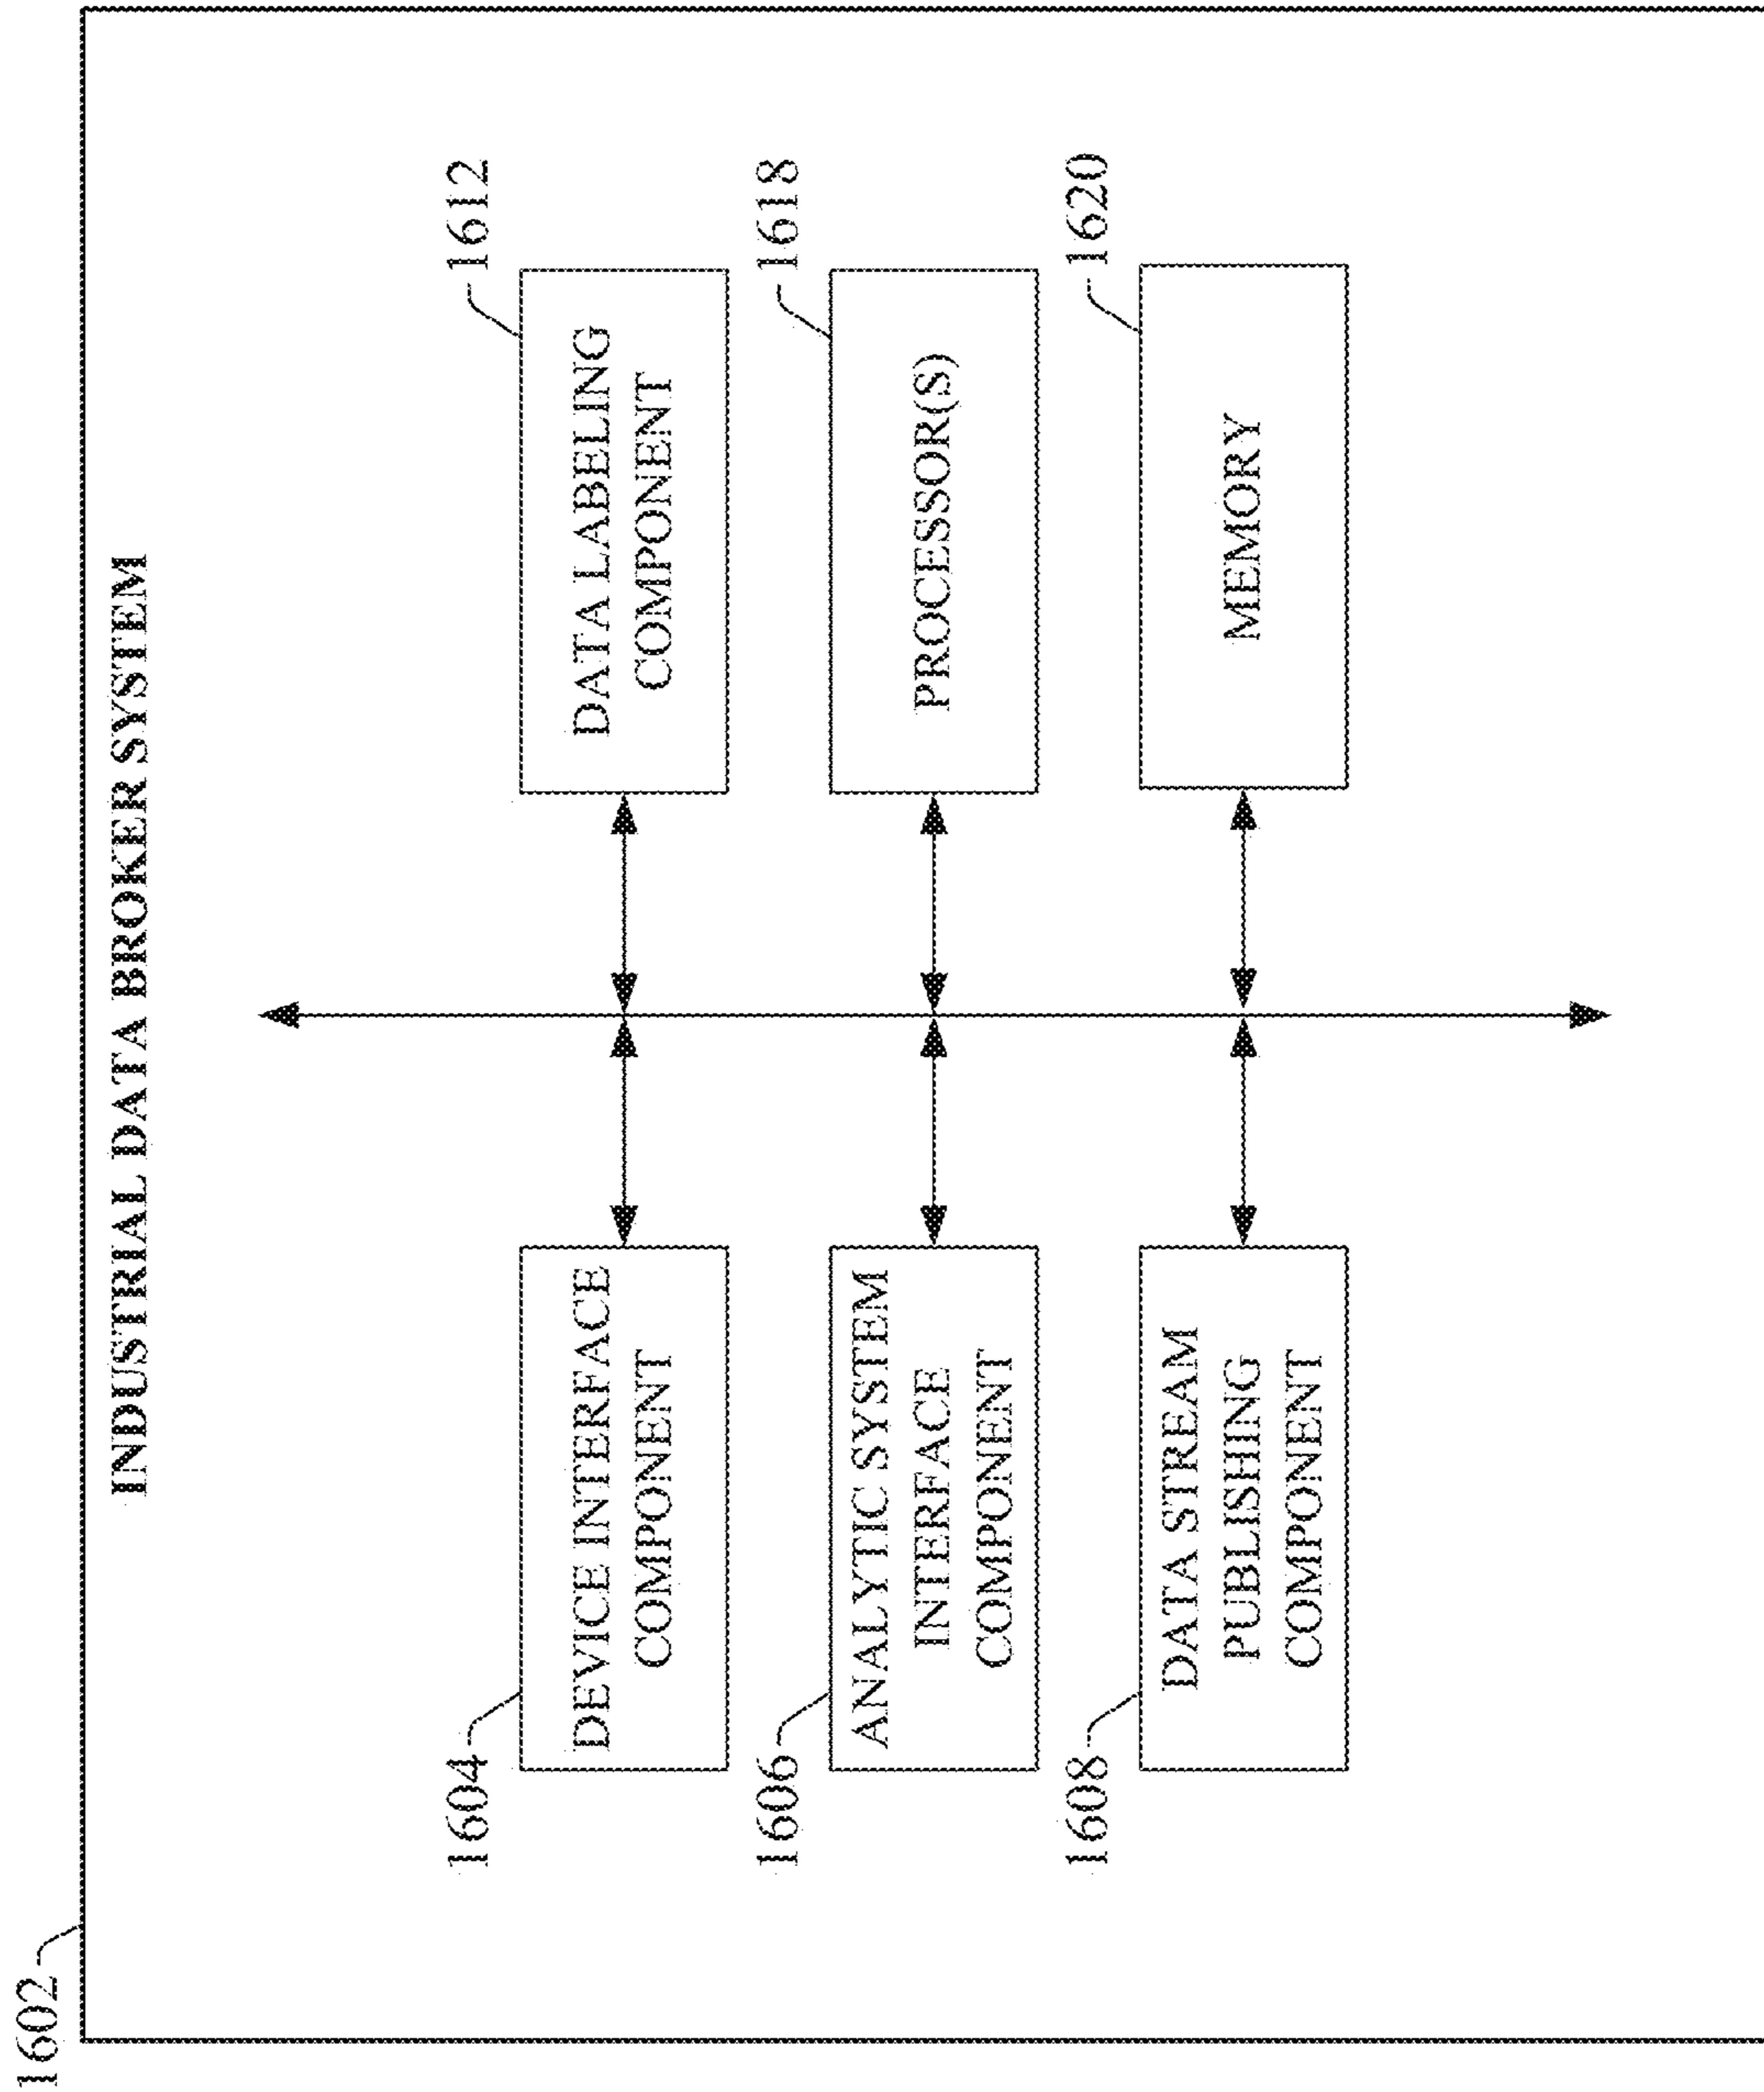 1602
INDUSTRIAL DATA BROKER SYSTEM
1604
DEVICE INTERFACE
COMPONENT
1612
DATA LABELING
COMPONENT
1606
ANALYTIC SYSTEM
INTERFACE
COMPONENT
1618
PROCESSOR(S)
1608
DATA STREAM
PUBLISHING
COMPONENT
1620
MEMORY